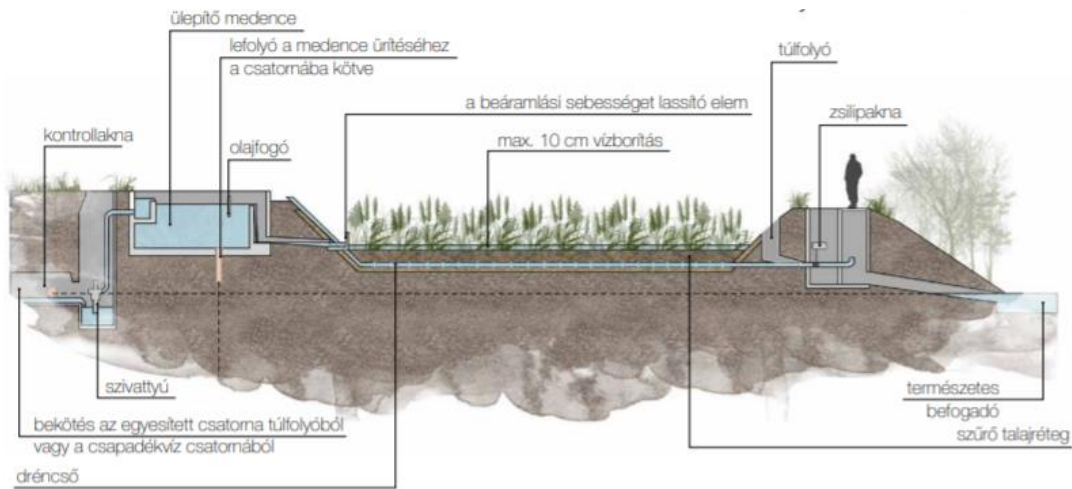 ülepítő medence
lefolyó a medence ürítéséhez
a csatornába kötve
túlfolyó
a beáramlási sebességet lassító elem
zsilipakna
kontrollakna
olajfogó
max. 10 cm vízborítás
szivattyú
természetes
befogadó
bekötés az egyesített csatorna túlfolyóból
vagy a csapadékvíz csatornából
szűrő talajréteg
dréncső